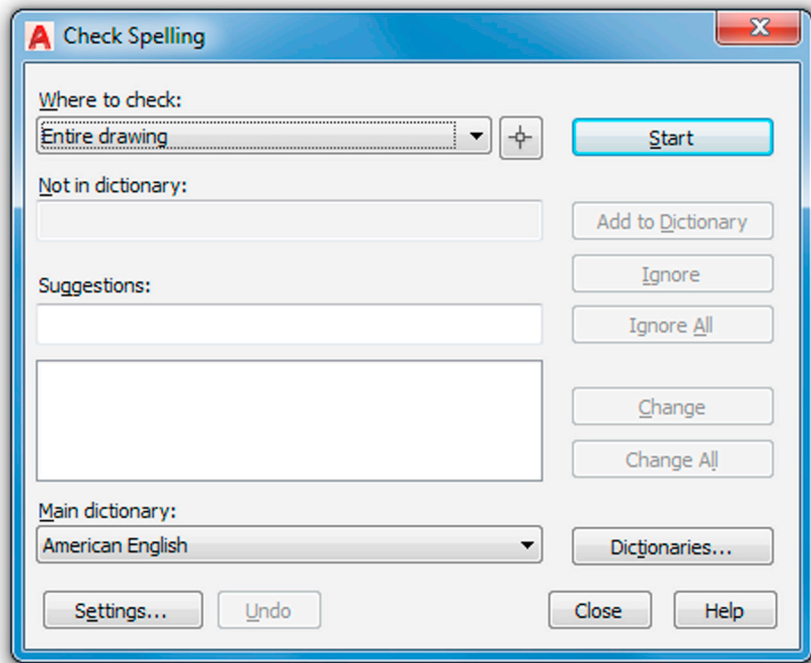 Check Spelling
Where to check:
Entire drawing
Start
Not in dictionary:
Add to Dictionary
Ignore
Suggestions:
Ignore All
Change
Change All
Main dictionary:
American English
Dictionaries...
Settings... Undo Close Help